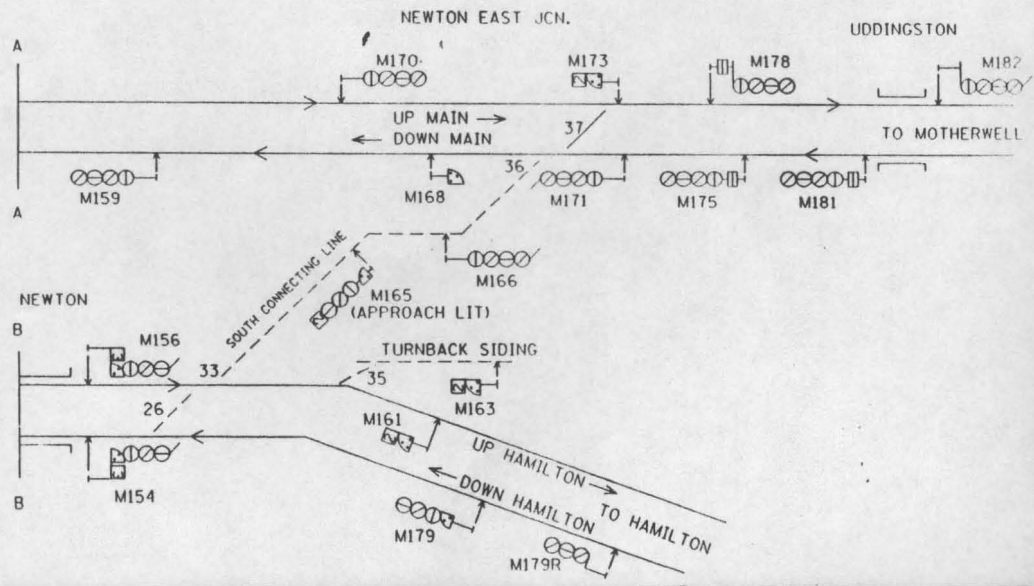 NEWTON EAST JCN.
A
M170
M173
M178
UDDINGSTON
M182
UP MAIN →
← DOWN MAIN
37
TO MOTHERWELL
36
M159
M168
M171
M175
M181
A
SOUTH CONNECTING LINE
M166
M165
(APPROACH LIT)
NEWTON
B
M156
33
TURNBACK SIDING
35
M163
26
M161
UP HAMILTON →
← DOWN HAMILTON
TO HAMILTON
M154
B
M179
M179R